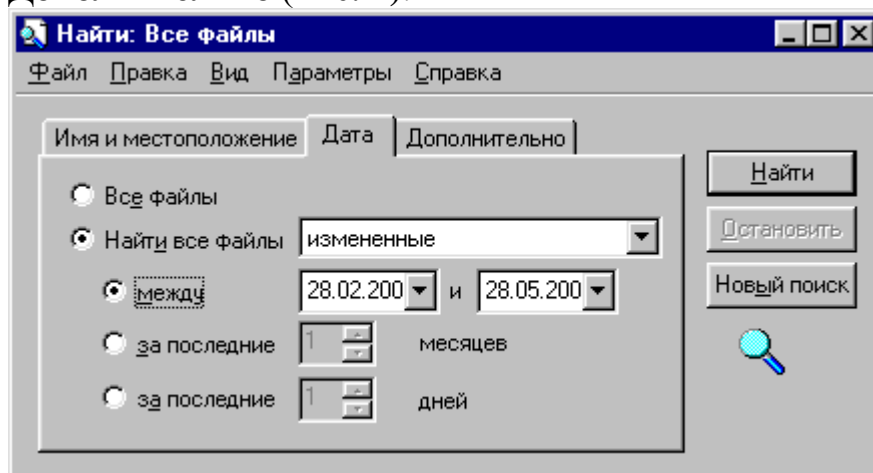 Найти: Все файлы
Файл Правка Вид Параметры Справка
Имя и местоположение Дата Дополнительно
Найти
Все файлы
Остановить
Найти все файлы измененные
Новый поиск
между 28.02.200 и 28.05.200
за последние 1 месяцев
за последние 1 дней